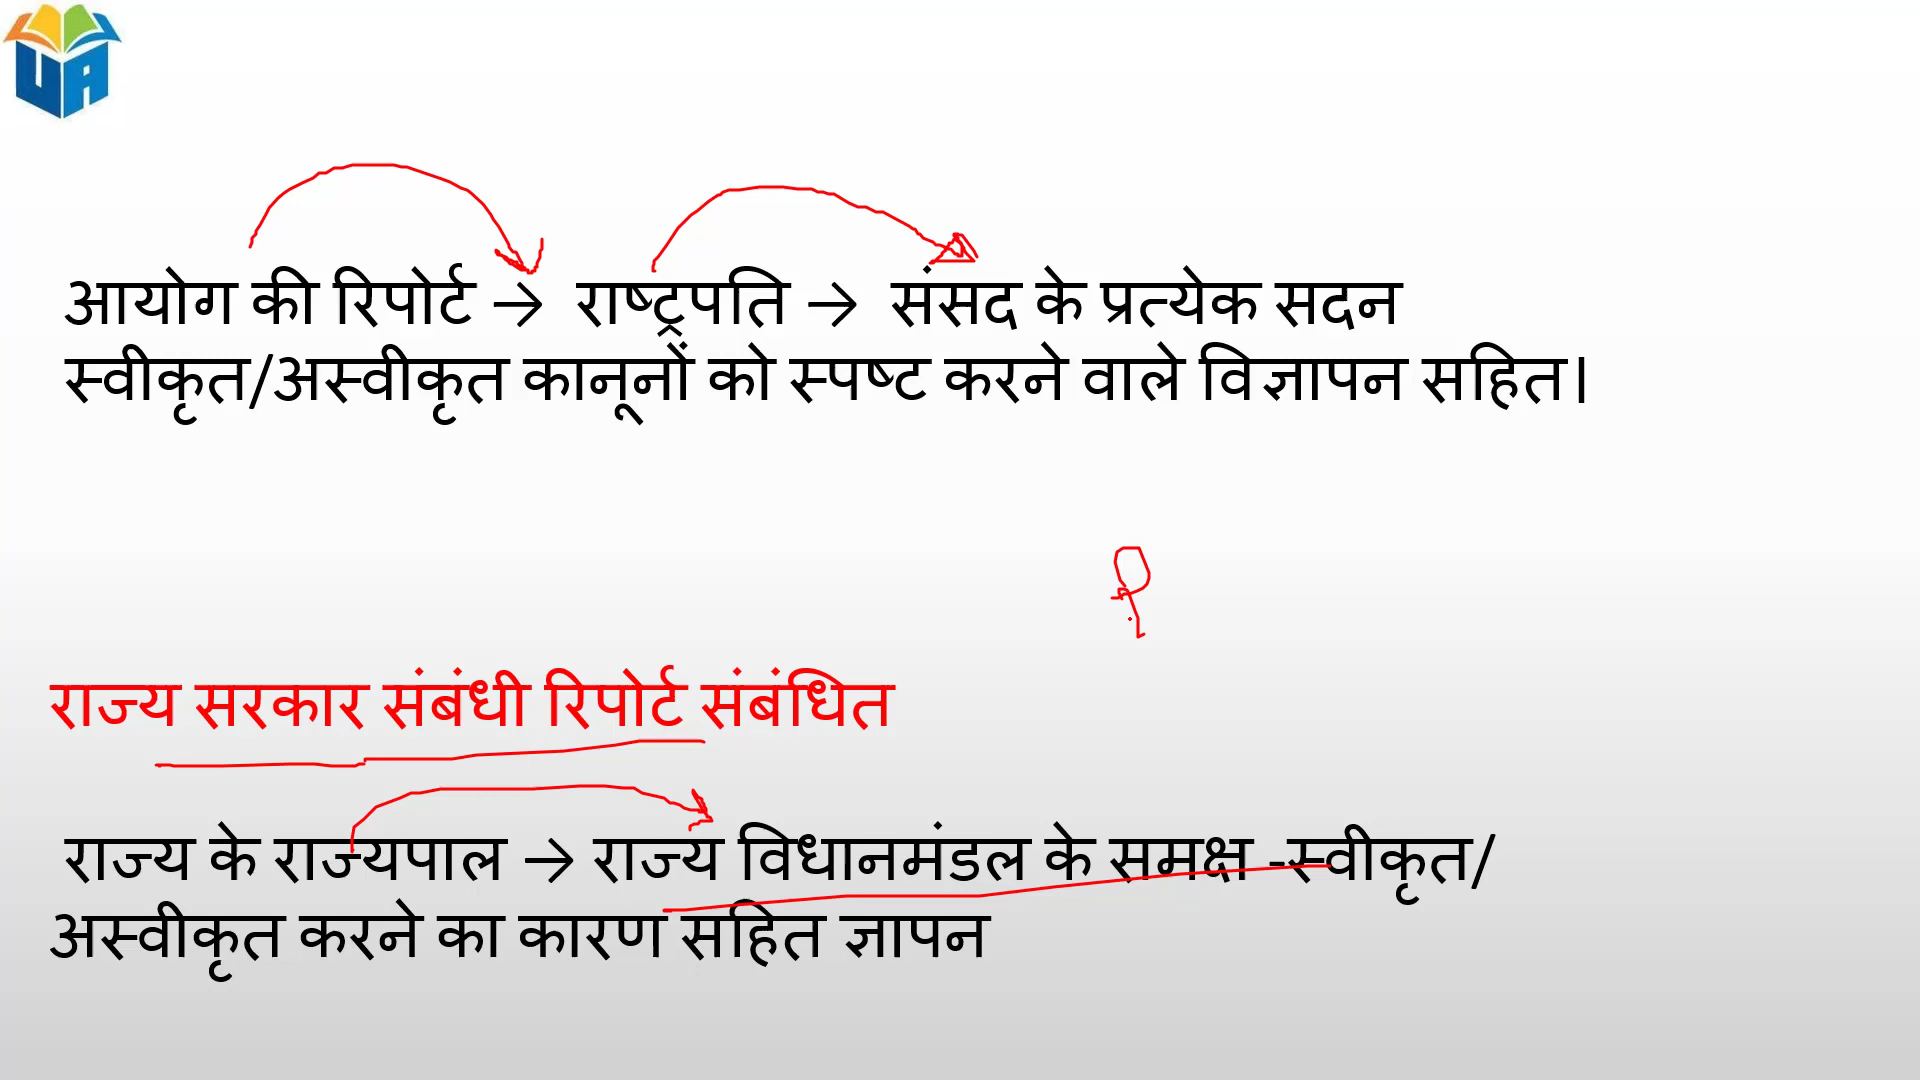 UA
आयोग की रिपोर्ट → राष्ट्रपति → संसद के प्रत्येक सदन
स्वीकृत/अस्वीकृत कानूनों को स्पष्ट करने वाले विज्ञापन सहित।
राज्य सरकार संबंधी रिपोर्ट संबंधित
राज्य के राज्यपाल → राज्य विधानमंडल के समक्ष -स्वीकृत/
अस्वीकृत करने का कारण सहित ज्ञापन